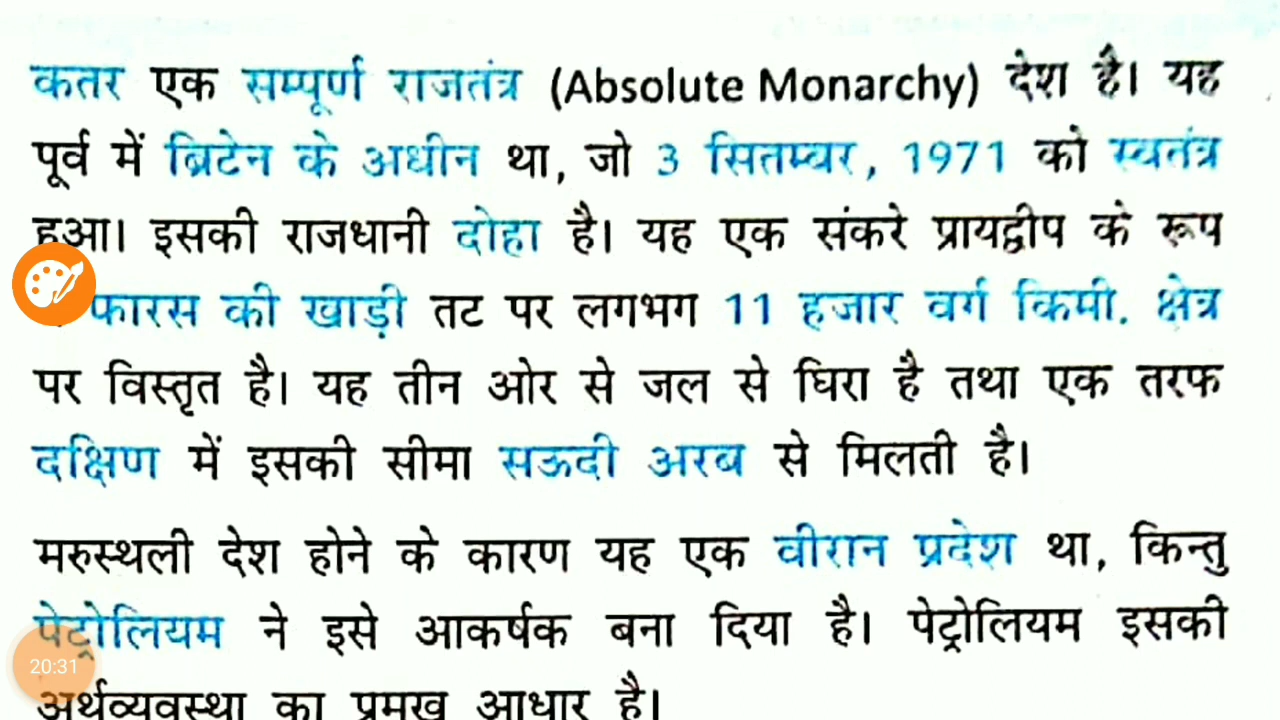 कतर एक सम्पूर्ण राजतंत्र (Absolute Monarchy) देश है। यह
पूर्व में ब्रिटेन के अधीन था, जो 3 सितम्बर, 1971 को स्वतंत्र
हुआ। इसकी राजधानी दोहा है। यह एक संकरे प्रायद्वीप के रूप
फारस की खाड़ी तट पर लगभग 11 हजार वर्ग किमी. क्षेत्र
पर विस्तृत है। यह तीन ओर से जल से घिरा है तथा एक तरफ
दक्षिण में इसकी सीमा सऊदी अरब से मिलती है।
मरुस्थली देश होने के कारण यह एक वीरान प्रदेश था, किन्तु
पेट्रोलियम ने इसे आकर्षक बना दिया है। पेट्रोलियम इसकी
20:31
अर्थव्यवस्था का प्रमुख आधार है।